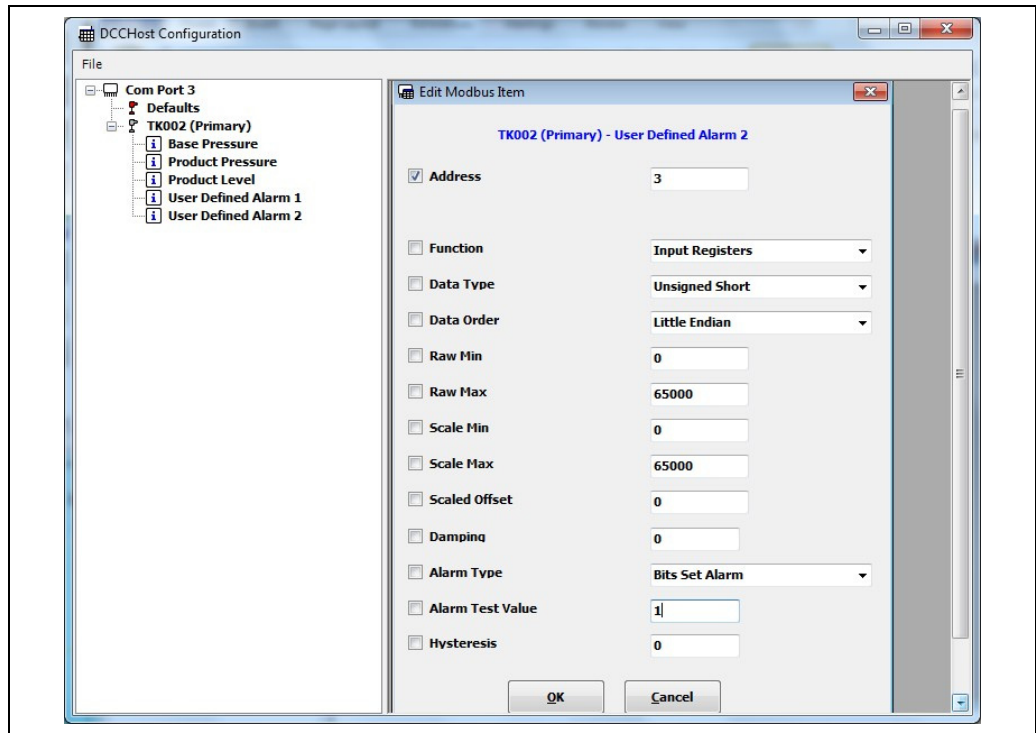 DCCHost Configuration
File
Com Port 3
Defaults
TK002 (Primary)
Base Pressure
Product Pressure
Product Level
User Defined Alarm 1
User Defined Alarm 2
Edit Modbus Item
TK002 (Primary) - User Defined Alarm 2
Address 3
Function Input Registers
Data Type Unsigned Short
Data Order Little Endian
Raw Min 0
Raw Max 65000
Scale Min 0
Scale Max 65000
Scaled Offset 0
Damping 0
Alarm Type Bits Set Alarm
Alarm Test Value 1
Hysteresis 0
OK Cancel